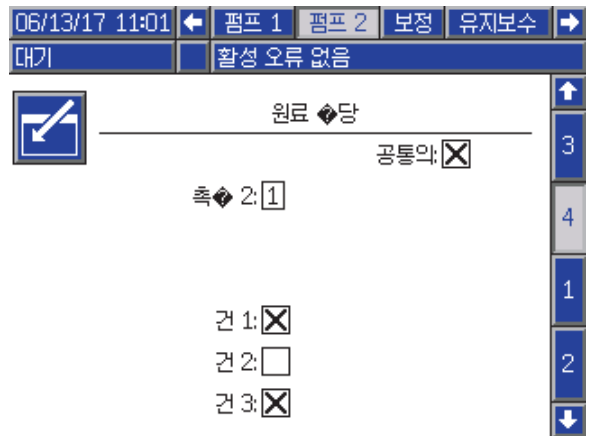 06/13/17 11:01 펌프 1 펌프 2 보정 유지보수
대기 활성 오류 없음
원료 �당
공통의:
3
촉� 2: 1
4
1
건 1:
건 2:
2
건 3: